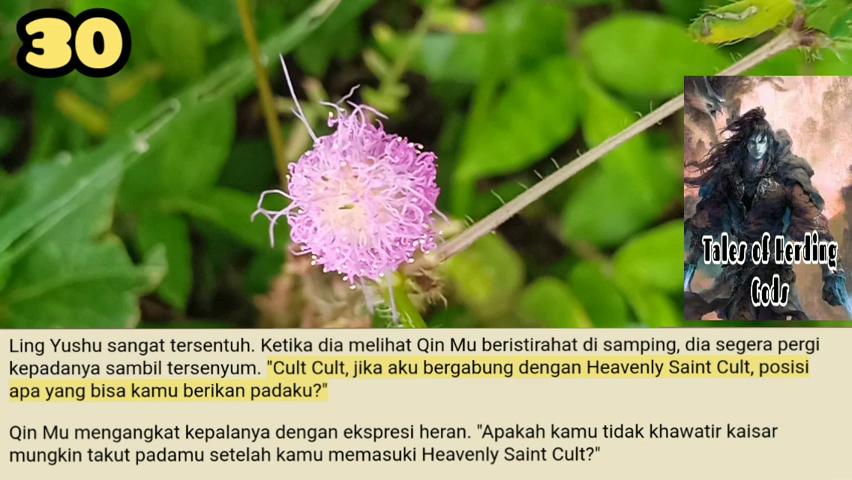 30
Tales of Herding
Gods
Ling Yushu sangat tersentuh. Ketika dia melihat Qin Mu beristirahat di samping, dia segera pergi
kepadanya sambil tersenyum. "Cult Cult, jika aku bergabung dengan Heavenly Saint Cult, posisi
apa yang bisa kamu berikan padaku?"
Qin Mu mengangkat kepalanya dengan ekspresi heran. "Apakah kamu tidak khawatir kaisar
mungkin takut padamu setelah kamu memasuki Heavenly Saint Cult?"